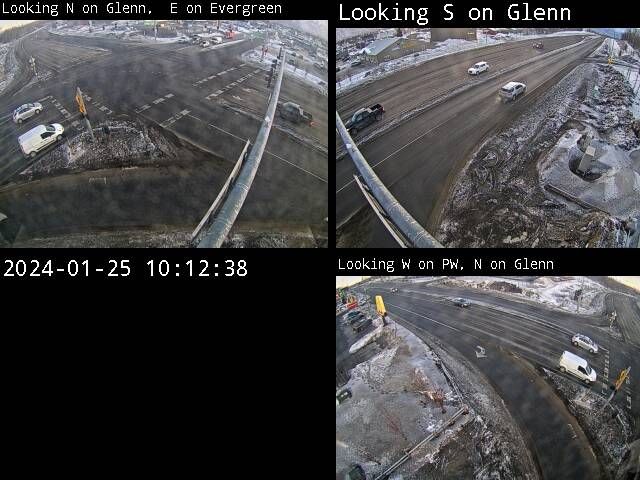 Looking N on Glenn,  E on Evergreen
Looking S on Glenn
2024-01-25 10:12:38
Looking W on PW, N on Glenn